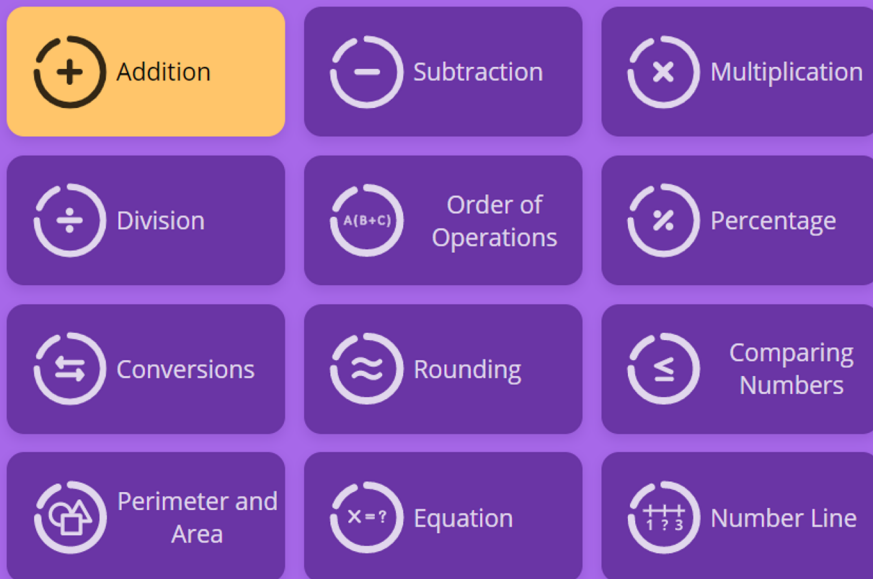 Addition
Subtraction
Multiplication
Division
A(B+C)
Order of
Operations
Percentage
Conversions
Rounding
Comparing
Numbers
Perimeter and
Area
X=?
Equation
1 ? 3
Number Line